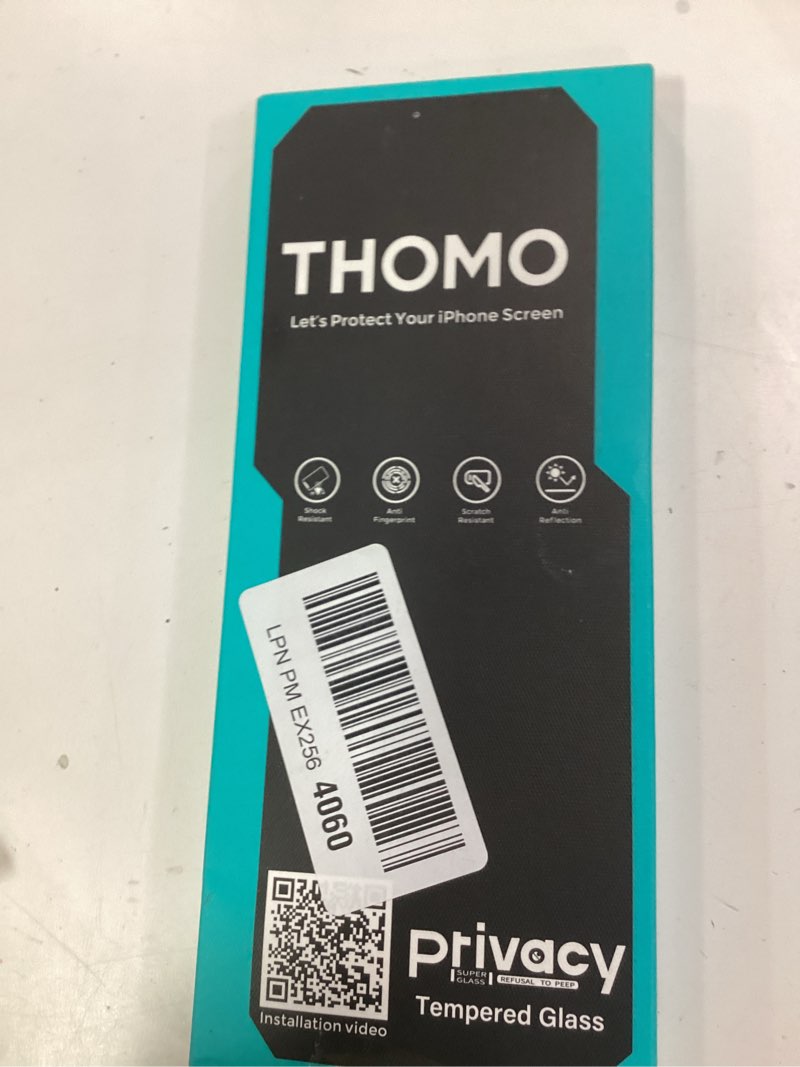 THOMO
Let's Protect Your iPhone Screen
Shock
Resistant
Anti
Fingerprint
Scratch
Resistant
Anti
Reflection
LPN PM EX256 4060
privacy
SUPER
GLASS
REFUSAL TO PEEP
Tempered Glass
Installation video